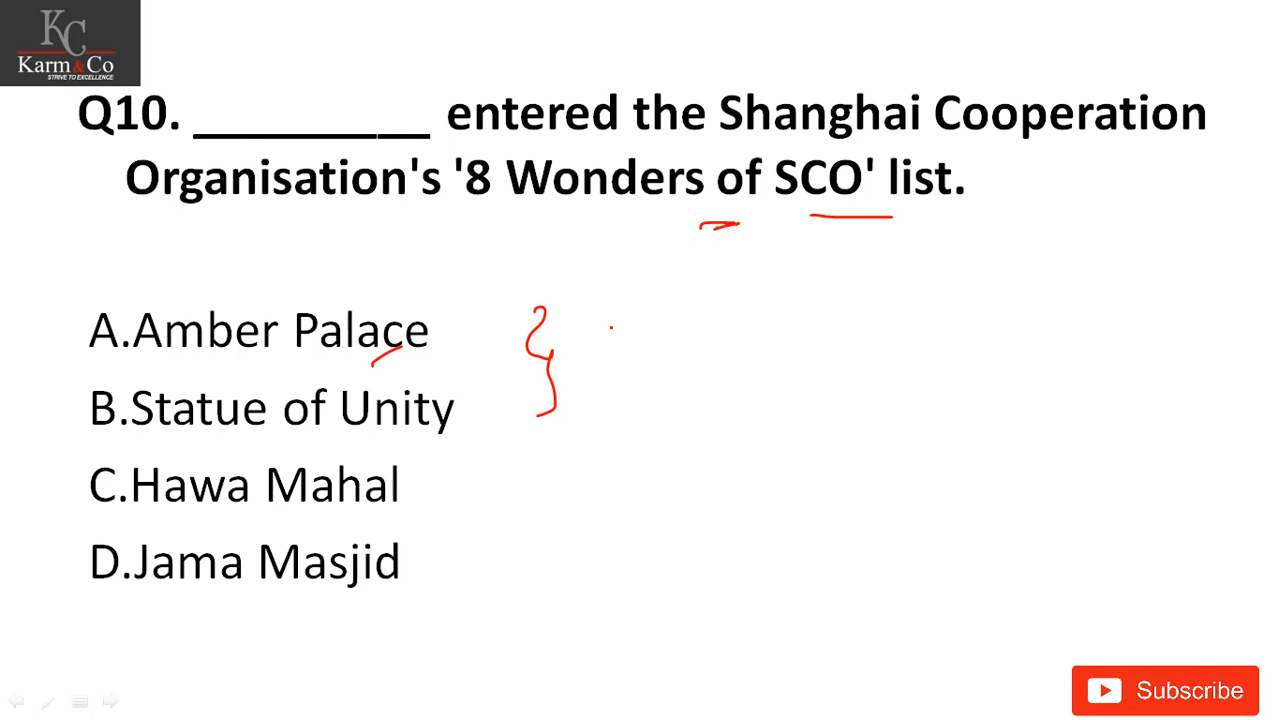 KC
Karm&Co
STRIVE TO EXCELLENCE
Q10. _________ entered the Shanghai Cooperation
Organisation's '8 Wonders of SCO' list.
A.Amber Palace
B.Statue of Unity
C.Hawa Mahal
D.Jama Masjid
Subscribe